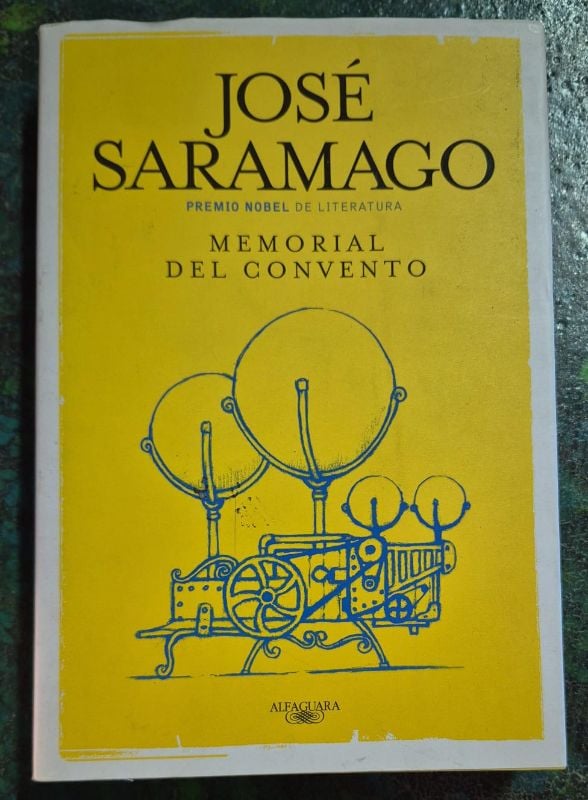 JOSÉ
SARAMAGO
PREMIO NOBEL DE LITERATURA
MEMORIAL
DEL CONVENTO
ALFAGUARA